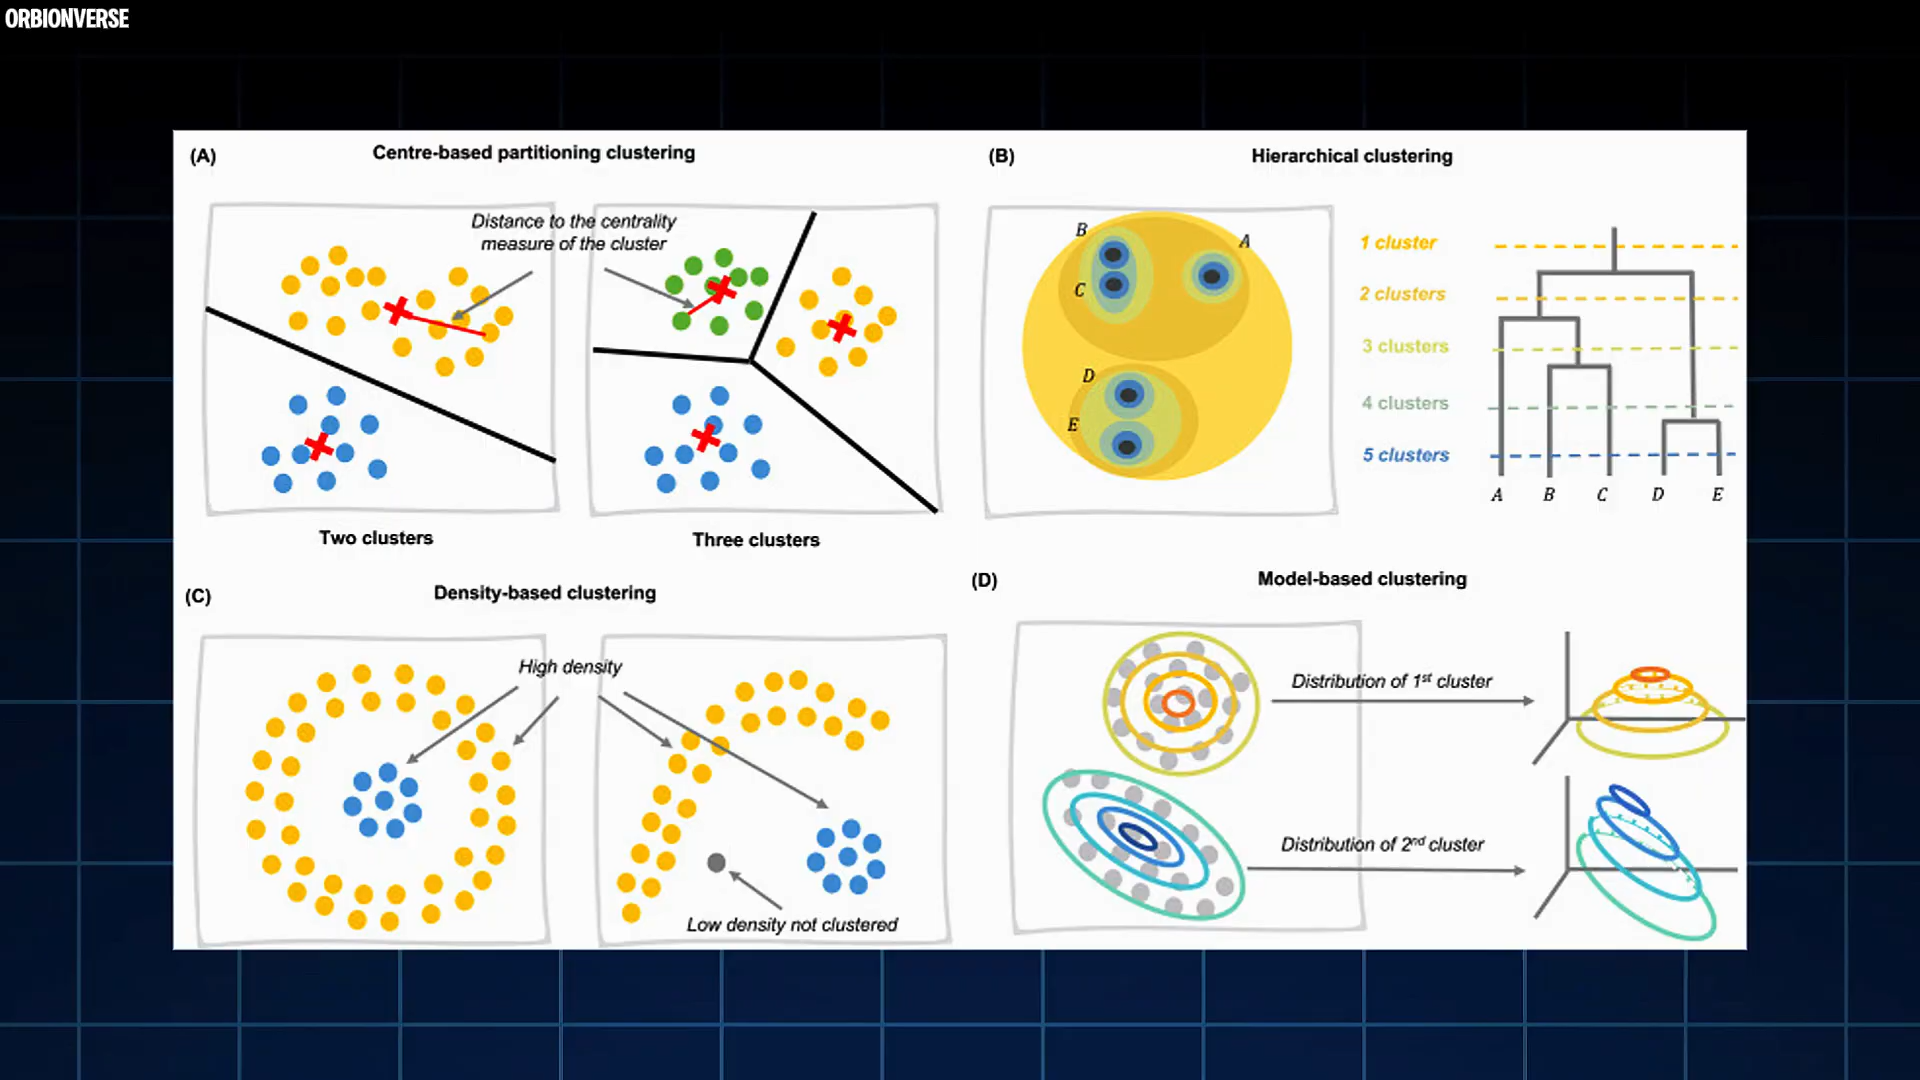 ORBIONVERSE
(A)
Centre-based partitioning clustering
Distance to the centrality
measure of the cluster
Two clusters
Three clusters
(B)
Hierarchical clustering
B
A
C
D
E
1 cluster
2 clusters
3 clusters
4 clusters
5 clusters
A B C D E
(C)
Density-based clustering
High density
Low density not clustered
(D)
Model-based clustering
Distribution of 1st cluster
Distribution of 2nd cluster